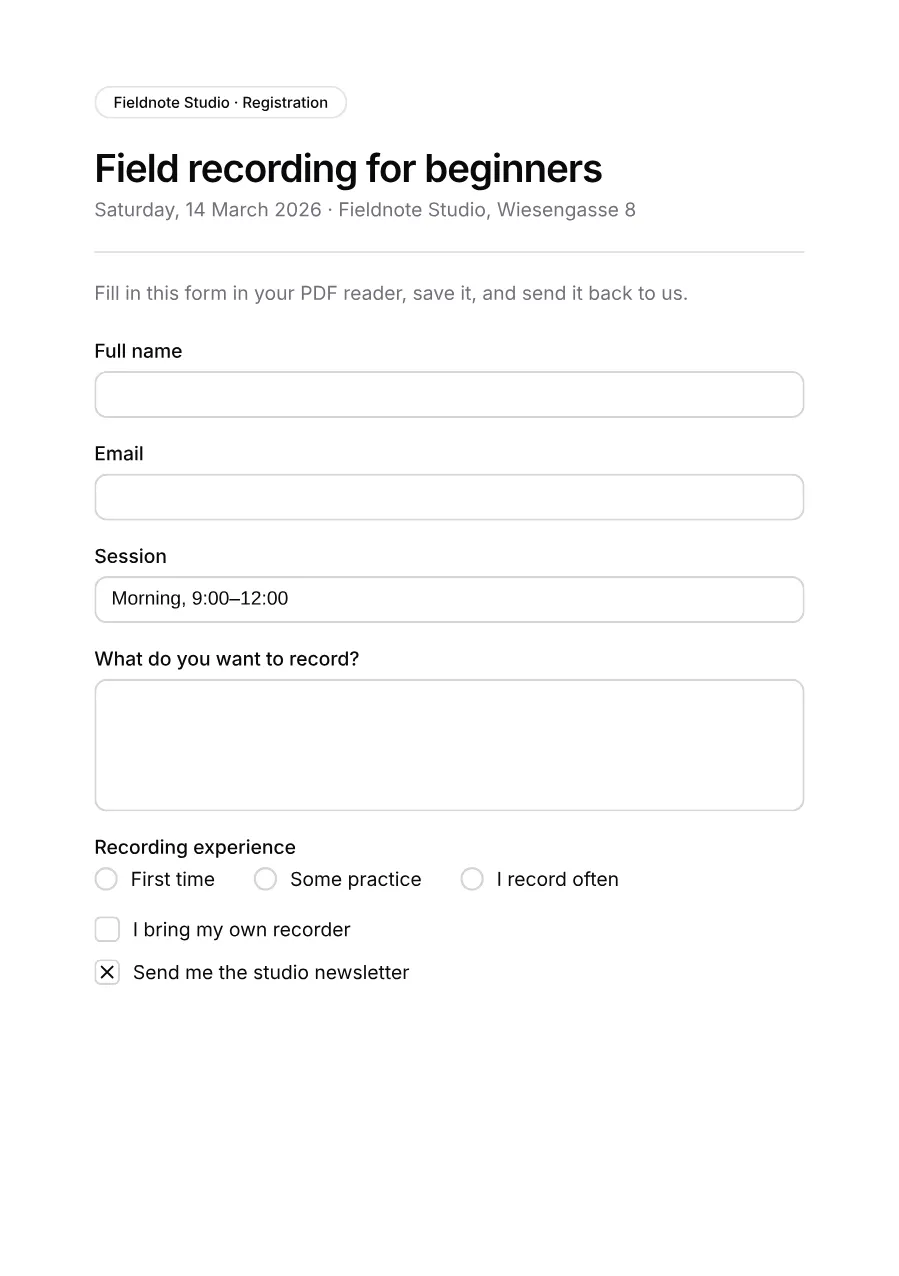 Fieldnote Studio · Registration
Field recording for beginners
Saturday, 14 March 2026 · Fieldnote Studio, Wiesengasse 8
Fill in this form in your PDF reader, save it, and send it back to us.
Full name
Email
Session
Morning, 9:00–12:00
What do you want to record?
Recording experience
First time
Some practice
I record often
I bring my own recorder
Send me the studio newsletter